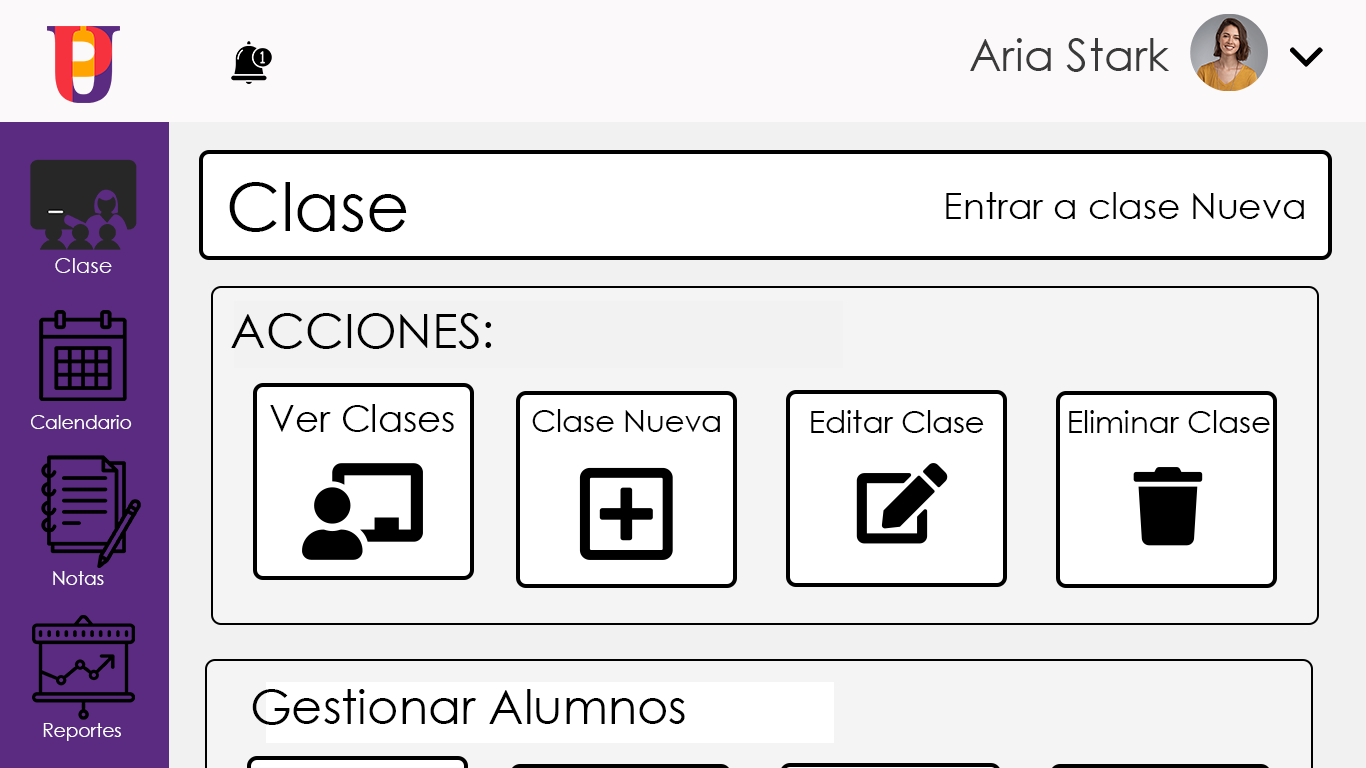 1
Aria Stark
Clase
Entrar a clase Nueva
ACCIONES:
Ver Clases
Clase Nueva
Editar Clase
Eliminar Clase
Gestionar Alumnos
Clase
Calendario
Notas
Reportes